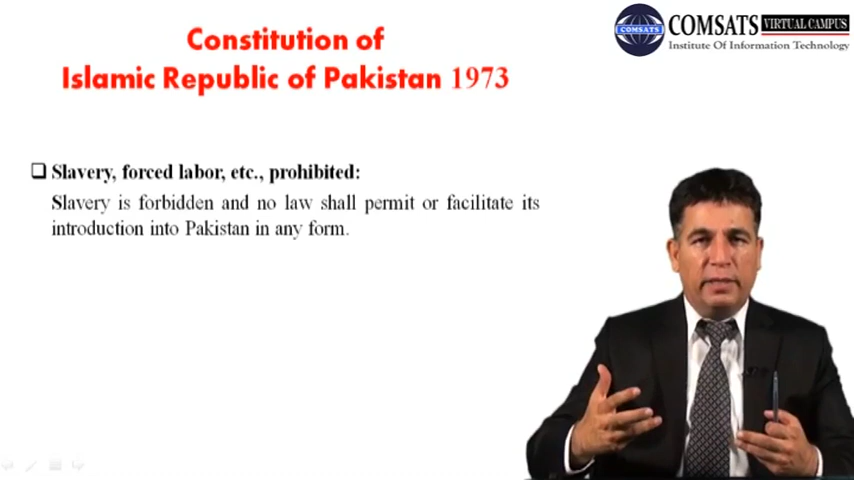 Constitution of
Islamic Republic of Pakistan 1973
COMSATS VIRTUAL CAMPUS
Institute Of Information Technology
COMSATS
❑ Slavery, forced labor, etc., prohibited:
Slavery is forbidden and no law shall permit or facilitate its
introduction into Pakistan in any form.